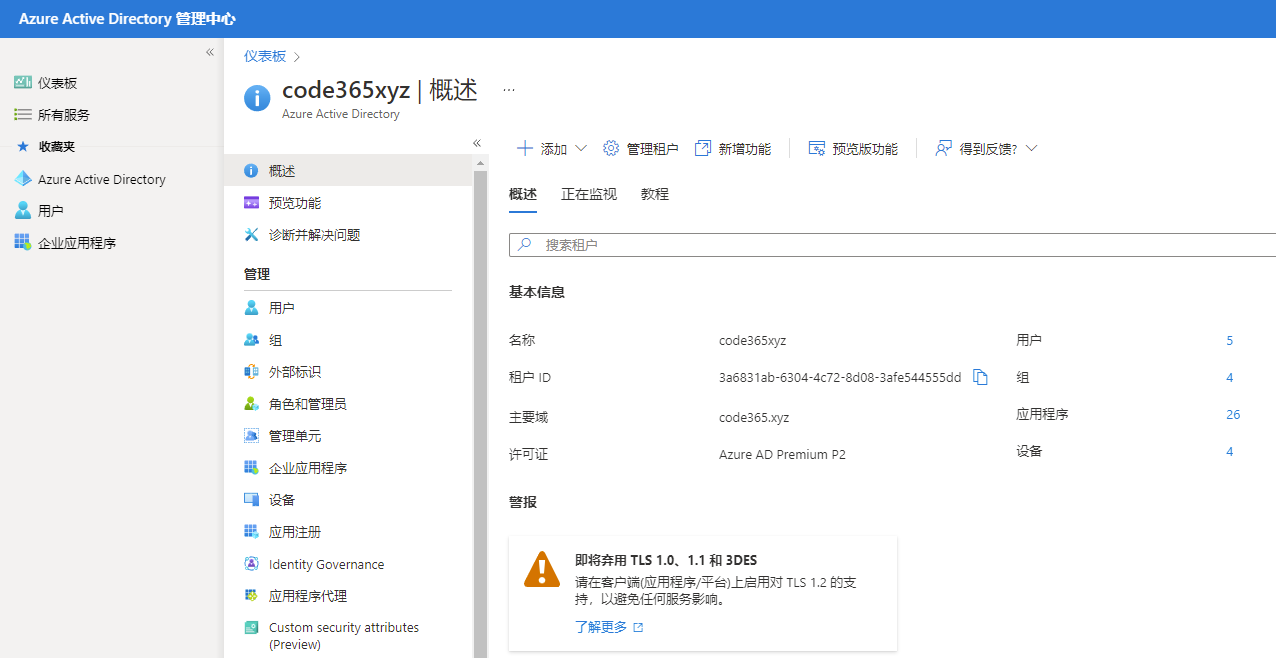 Azure Active Directory 管理中心
仪表板
所有服务
收藏夹
Azure Active Directory
用户
企业应用程序
仪表板
code365xyz | 概述
Azure Active Directory
概述
预览功能
诊断并解决问题
管理
用户
组
外部标识
角色和管理员
管理单元
企业应用程序
设备
应用注册
Identity Governance
应用程序代理
Custom security attributes
(Preview)
添加 管理租户 新增功能 预览版功能 得到反馈?
概述 正在监视 教程
搜索租户
基本信息
名称 code365xyz 用户 5
租户 ID 3a6831ab-6304-4c72-8d08-3afe544555dd 组 4
主要域 code365.xyz 应用程序 26
许可证 Azure AD Premium P2 设备 4
警报
即将弃用 TLS 1.0、1.1 和 3DES
请在客户端(应用程序/平台)上启用对 TLS 1.2 的支
持，以避免任何服务影响。
了解更多